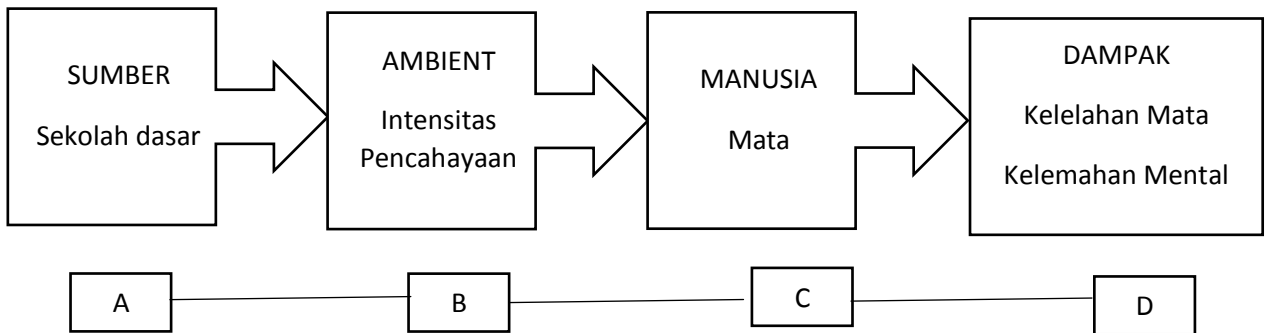 SUMBER
Sekolah dasar
AMBIENT
Intensitas
Pencahayaan
MANUSIA
Mata
DAMPAK
Kelelahan Mata
Kelemahan Mental
A
B
C
D